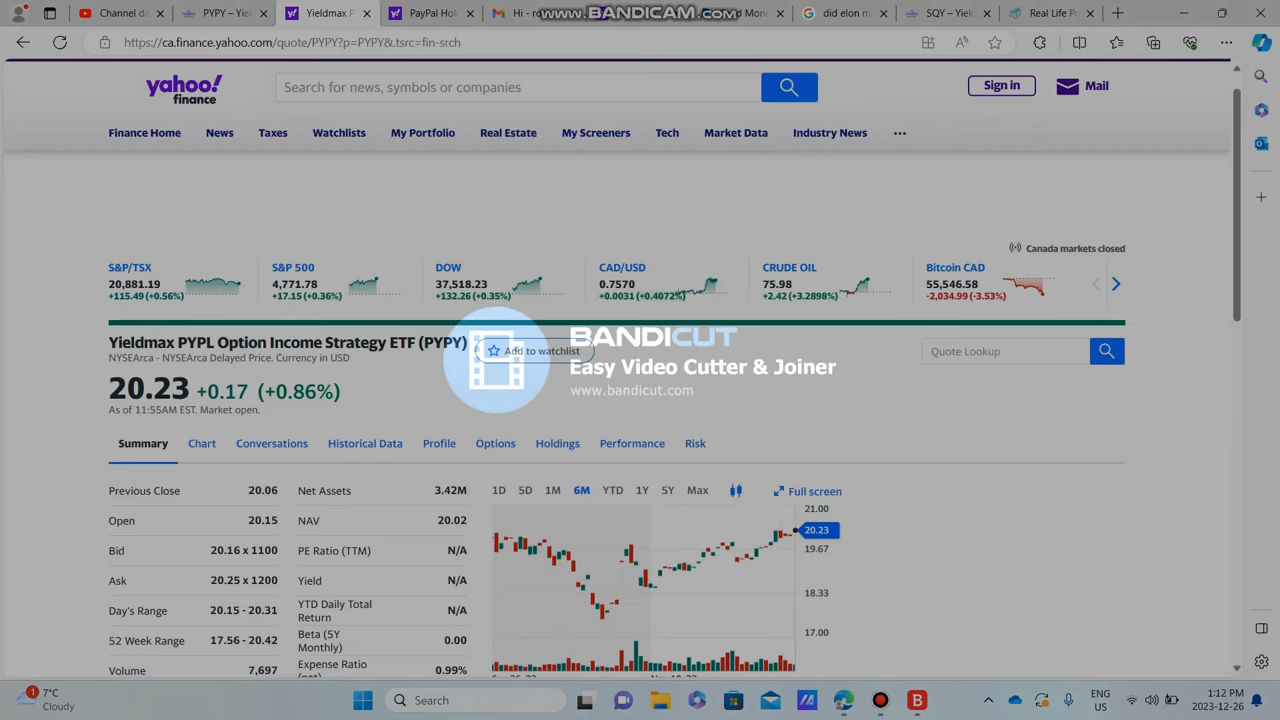 Channel da
PYPY – Yiel
Yieldmax P
PayPal Hol
Hi - r
www.BANDICAM.com
d Mon
did elon m
SQY – Yiel
Real Life P
https://ca.finance.yahoo.com/quote/PYPY?p=PYPY&.tsrc=fin-srch
yahoo!
finance
Search for news, symbols or companies
Sign in
Mail
Finance Home
News
Taxes
Watchlists
My Portfolio
Real Estate
My Screeners
Tech
Market Data
Industry News
...
Canada markets closed
S&P/TSX
20,881.19
+115.49 (+0.56%)
S&P 500
4,771.78
+17.15 (+0.36%)
DOW
37,518.23
+132.26 (+0.35%)
CAD/USD
0.7570
+0.0031 (+0.4072%)
CRUDE OIL
75.98
+2.42 (+3.2898%)
Bitcoin CAD
55,546.58
-2,034.99 (-3.53%)
Yieldmax PYPL Option Income Strategy ETF (PYPY)
NYSEArca - NYSEArca Delayed Price. Currency in USD
Add to watchlist
Quote Lookup
BANDICUT
Easy Video Cutter & Joiner
www.bandicut.com
20.23 +0.17 (+0.86%)
As of 11:55AM EST. Market open.
Summary
Chart
Conversations
Historical Data
Profile
Options
Holdings
Performance
Risk
Previous Close 20.06
Open 20.15
Bid 20.16 x 1100
Ask 20.25 x 1200
Day's Range 20.15 - 20.31
52 Week Range 17.56 - 20.42
Volume 7,697
Net Assets 3.42M
NAV 20.02
PE Ratio (TTM) N/A
Yield N/A
YTD Daily Total
Return N/A
Beta (5Y
Monthly) 0.00
Expense Ratio
(net) 0.99%
1D 5D 1M 6M YTD 1Y 5Y Max
Full screen
21.00
20.23
19.67
18.33
17.00
1
7°C
Cloudy
Search
ENG
US
1:12 PM
2023-12-26